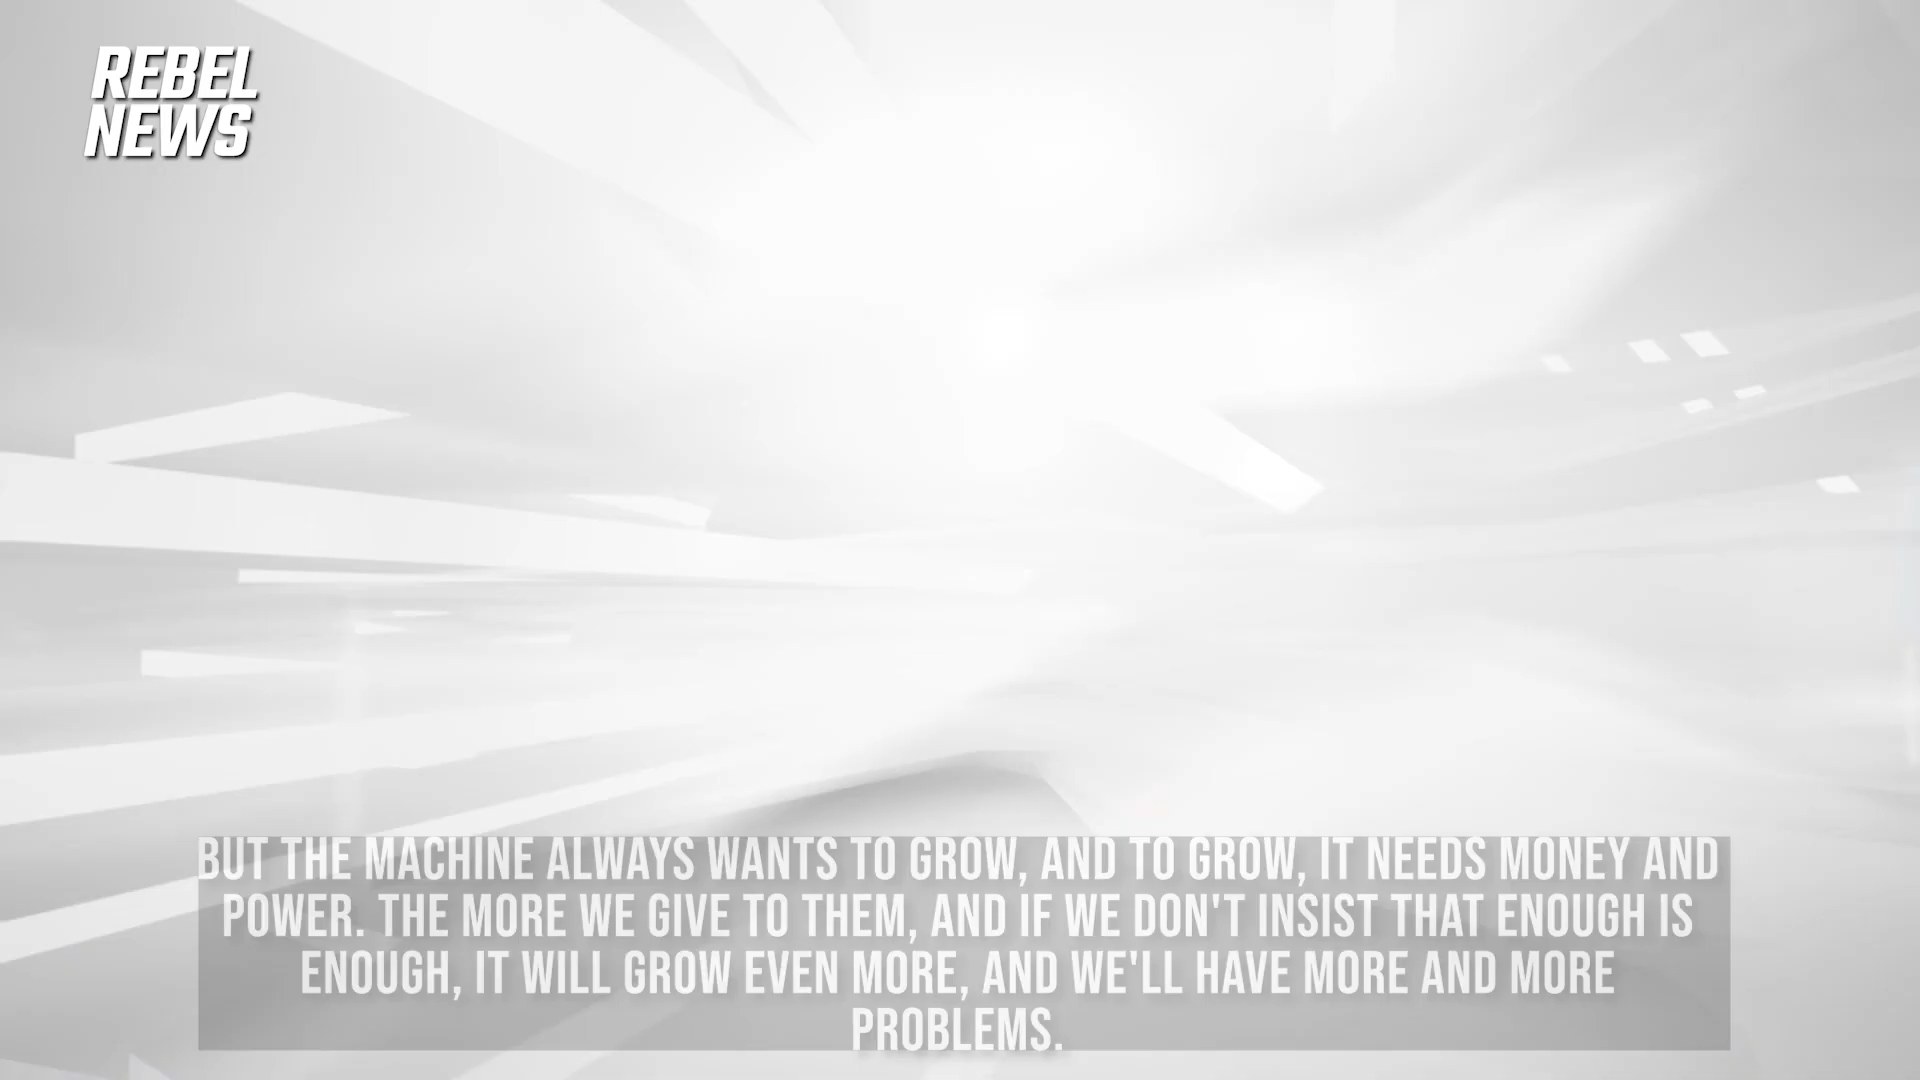 REBEL
NEWS
BUT THE MACHINE ALWAYS WANTS TO GROW, AND TO GROW, IT NEEDS MONEY AND
POWER. THE MORE WE GIVE TO THEM, AND IF WE DON'T INSIST THAT ENOUGH IS
ENOUGH, IT WILL GROW EVEN MORE, AND WE'LL HAVE MORE AND MORE
PROBLEMS.